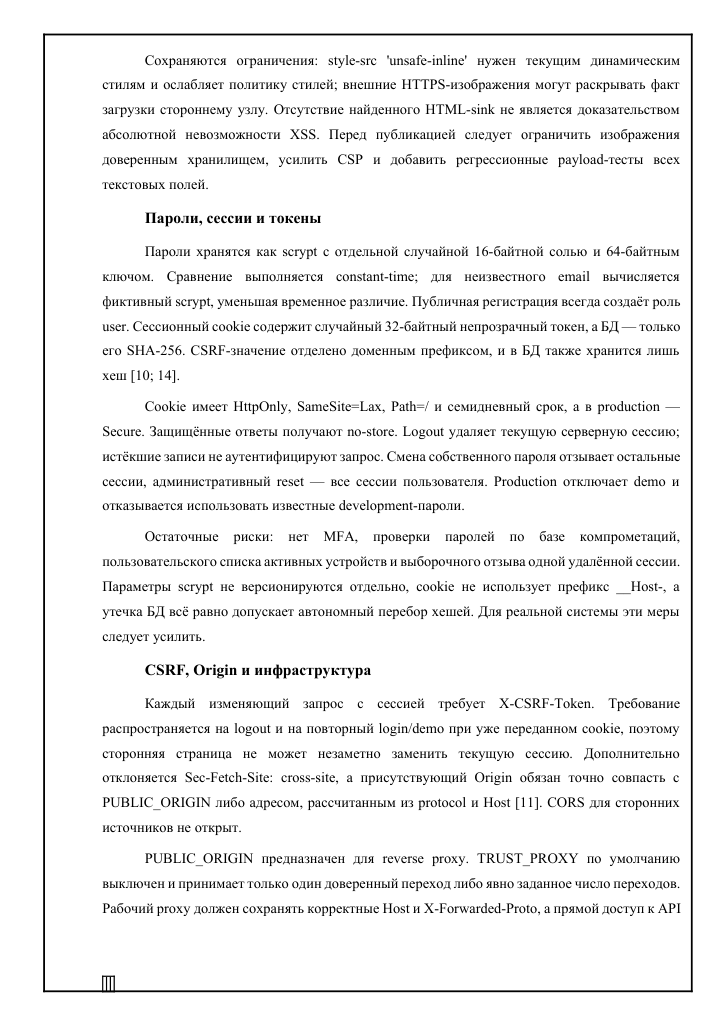 Сохраняются ограничения: style-src 'unsafe-inline' нужен текущим динамическим
стилям и ослабляет политику стилей; внешние HTTPS-изображения могут раскрывать факт
загрузки стороннему узлу. Отсутствие найденного HTML-sink не является доказательством
абсолютной невозможности XSS. Перед публикацией следует ограничить изображения
доверенным хранилищем, усилить CSP и добавить регрессионные payload-тесты всех
текстовых полей.
Пароли, сессии и токены
Пароли хранятся как scrypt с отдельной случайной 16-байтной солью и 64-байтным
ключом. Сравнение выполняется constant-time; для неизвестного email вычисляется
фиктивный scrypt, уменьшая временное различие. Публичная регистрация всегда создаёт роль
user. Сессионный cookie содержит случайный 32-байтный непрозрачный токен, а БД — только
его SHA-256. CSRF-значение отделено доменным префиксом, и в БД также хранится лишь
хеш [10; 14].
Cookie имеет HttpOnly, SameSite=Lax, Path=/ и семидневный срок, а в production —
Secure. Защищённые ответы получают no-store. Logout удаляет текущую серверную сессию;
истёкшие записи не аутентифицируют запрос. Смена собственного пароля отзывает остальные
сессии, административный reset — все сессии пользователя. Production отключает demo и
отказывается использовать известные development-пароли.
Остаточные риски: нет MFA, проверки паролей по базе компрометаций,
пользовательского списка активных устройств и выборочного отзыва одной удалённой сессии.
Параметры scrypt не версионируются отдельно, cookie не использует префикс __Host-, а
утечка БД всё равно допускает автономный перебор хешей. Для реальной системы эти меры
следует усилить.
CSRF, Origin и инфраструктура
Каждый изменяющий запрос с сессией требует X-CSRF-Token. Требование
распространяется на logout и на повторный login/demo при уже переданном cookie, поэтому
сторонняя страница не может незаметно заменить текущую сессию. Дополнительно
отклоняется Sec-Fetch-Site: cross-site, а присутствующий Origin обязан точно совпасть с
PUBLIC_ORIGIN либо адресом, рассчитанным из protocol и Host [11]. CORS для сторонних
источников не открыт.
PUBLIC_ORIGIN предназначен для reverse proxy. TRUST_PROXY по умолчанию
выключен и принимает только один доверенный переход либо явно заданное число переходов.
Рабочий proxy должен сохранять корректные Host и X-Forwarded-Proto, а прямой доступ к API